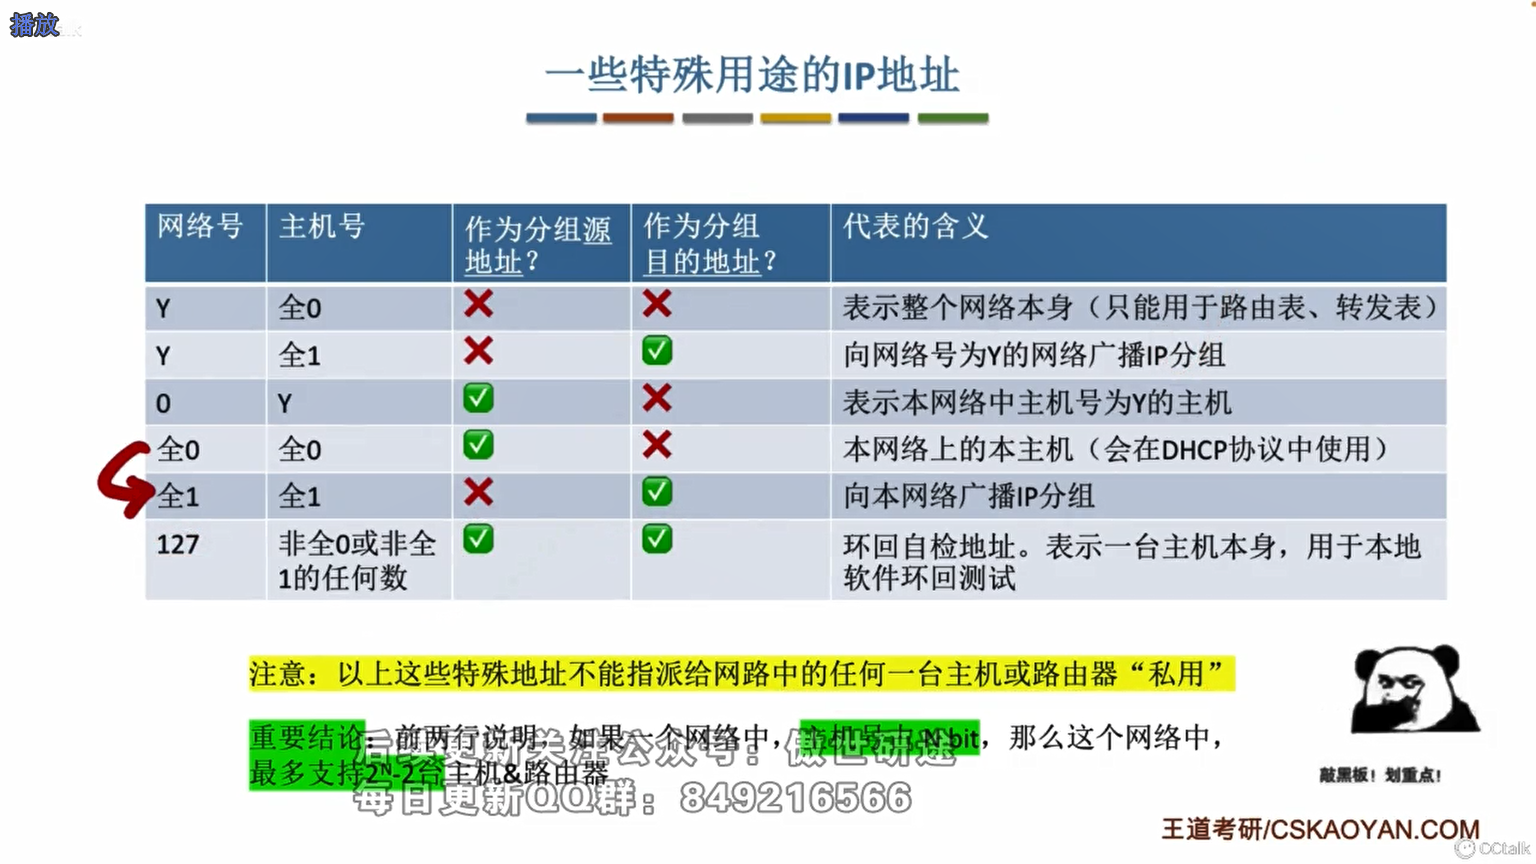 播放
一些特殊用途的IP地址
网络号 主机号 作为分组源地址？ 作为分组目的地址？ 代表的含义
Y 全0 表示整个网络本身（只能用于路由表、转发表）
Y 全1 向网络号为Y的网络广播IP分组
0 Y 表示本网络中主机号为Y的主机
全0 全0 本网络上的本主机（会在DHCP协议中使用）
全1 全1 向本网络广播IP分组
127 非全0或非全1的任何数 环回自检地址。表示一台主机本身，用于本地软件环回测试
注意：以上这些特殊地址不能指派给网路中的任何一台主机或路由器“私用”
重要结论：前两行说明，如果一个网络中，主机号占 N bit，那么这个网络中，
最多支持2ᴺ-2台主机&路由器
后续更新关注公众号：傲世研途
每日更新QQ群：849216566
敲黑板！划重点！
王道考研/CSKAOYAN.COM
CCtalk